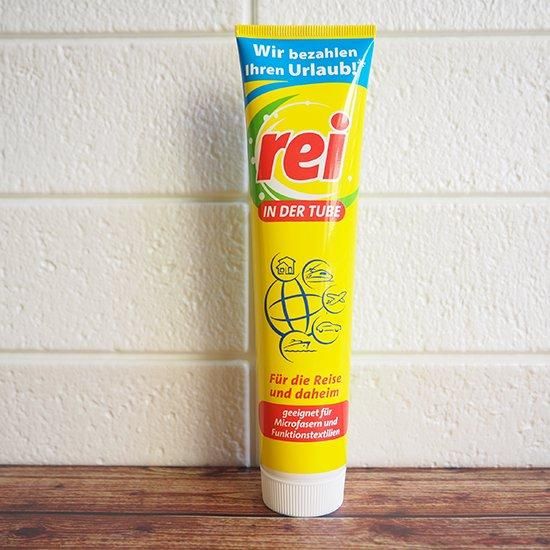 Wir bezahlen
Ihren Urlaub!*
rei
IN DER TUBE
Für die Reise
und daheim
geeignet für
Microfasern und
Funktionstextilien